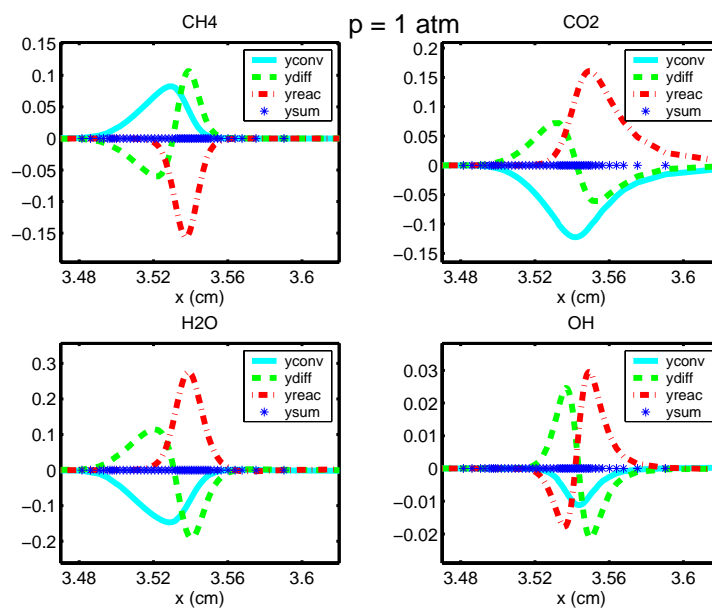 p = 1 atm
CH4
0.15
0.1
0.05
0
−0.05
−0.1
−0.15
yconv
ydiff
yreac
ysum
3.48 3.52 3.56 3.6
x (cm)
CO2
0.2
0.15
0.1
0.05
0
−0.05
−0.1
−0.15
yconv
ydiff
yreac
ysum
3.48 3.52 3.56 3.6
x (cm)
H2O
0.3
0.2
0.1
0
−0.1
−0.2
yconv
ydiff
yreac
ysum
3.48 3.52 3.56 3.6
x (cm)
OH
0.03
0.02
0.01
0
−0.01
−0.02
yconv
ydiff
yreac
ysum
3.48 3.52 3.56 3.6
x (cm)